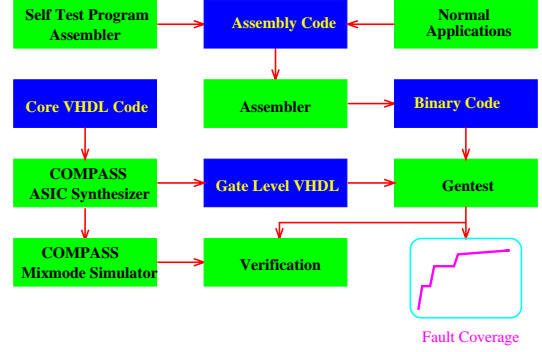 Self Test Program
Assembler
Assembly Code
Normal
Applications
Core VHDL Code
Assembler
Binary Code
COMPASS
ASIC Synthesizer
Gate Level VHDL
Gentest
COMPASS
Mixmode Simulator
Verification
Fault Coverage